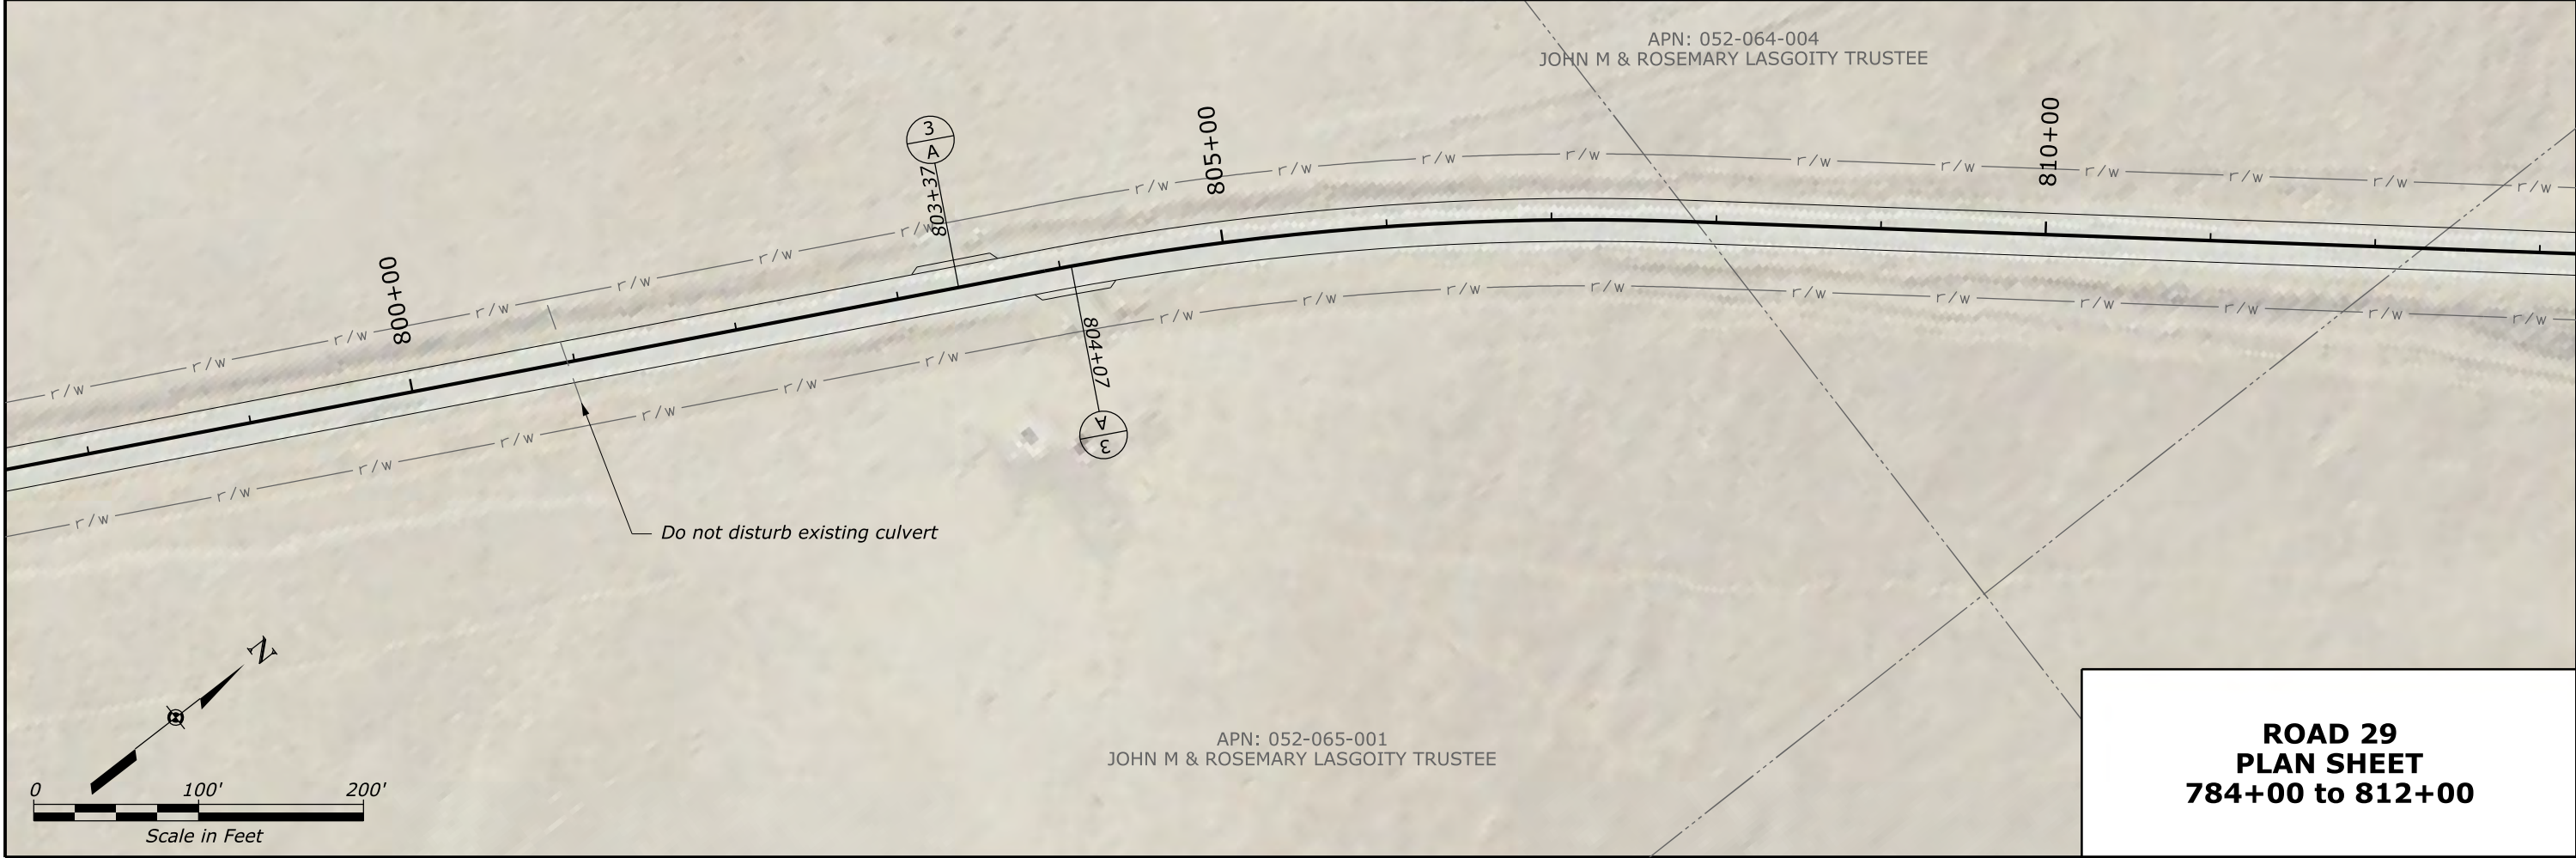 APN: 052-064-004
JOHN M & ROSEMARY LASGOITY TRUSTEE
3
A
803+37
805+00
810+00
r/w r/w r/w r/w r/w r/w r/w r/w r/w r/w r/w r/w r/w r/w r/w r/w r/w
800+00
r/w r/w r/w r/w r/w r/w r/w r/w r/w r/w r/w r/w r/w r/w r/w r/w r/w r/w
804+07
A
3
Do not disturb existing culvert
N
0 100' 200'
Scale in Feet
APN: 052-065-001
JOHN M & ROSEMARY LASGOITY TRUSTEE
ROAD 29
PLAN SHEET
784+00 to 812+00